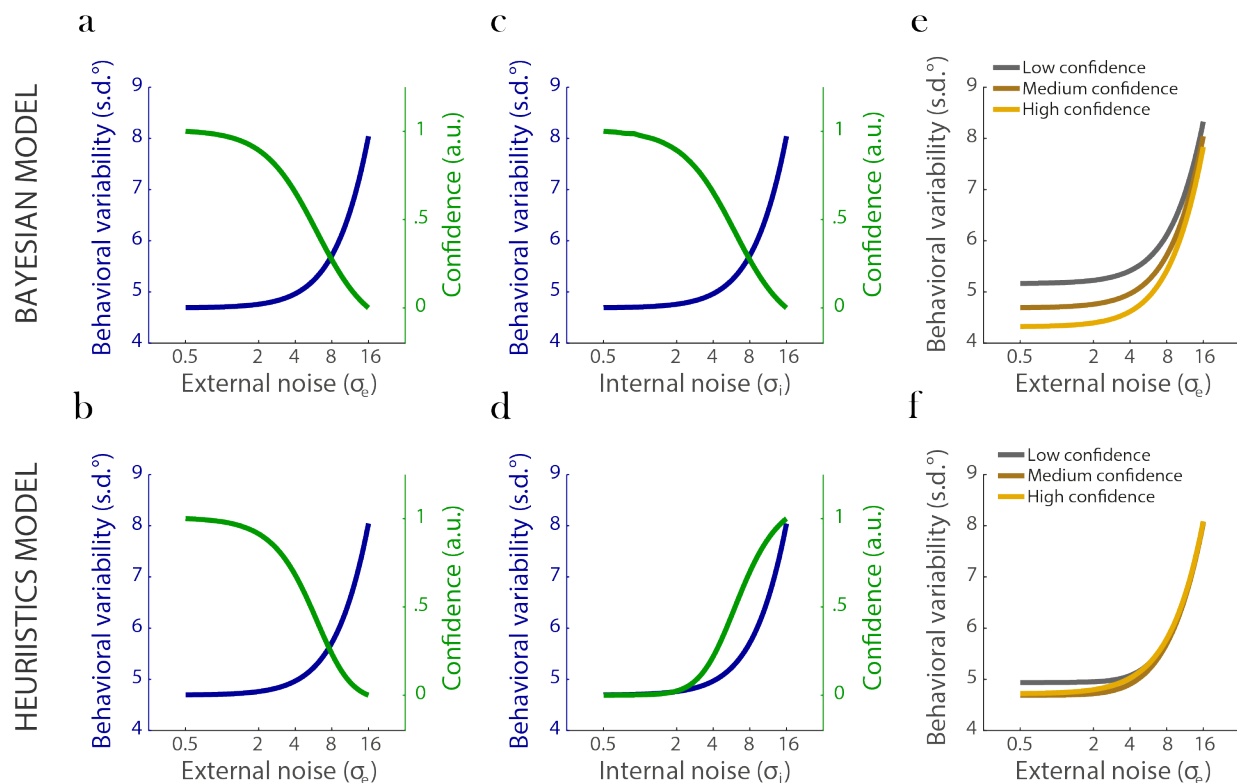 BAYESIAN MODEL
a
Behavioral variability (s.d.°)
9
8
7
6
5
4
Confidence (a.u.)
1
.5
0
0.5 2 4 8 16
External noise (σe)
c
Behavioral variability (s.d.°)
9
8
7
6
5
4
Confidence (a.u.)
1
.5
0
0.5 2 4 8 16
Internal noise (σi)
e
Low confidence
Medium confidence
High confidence
Behavioral variability (s.d.°)
9
8
7
6
5
4
0.5 2 4 8 16
External noise (σe)
HEURISTICS MODEL
b
Behavioral variability (s.d.°)
9
8
7
6
5
4
Confidence (a.u.)
1
.5
0
0.5 2 4 8 16
External noise (σe)
d
Behavioral variability (s.d.°)
9
8
7
6
5
4
Confidence (a.u.)
1
.5
0
0.5 2 4 8 16
Internal noise (σi)
f
Low confidence
Medium confidence
High confidence
Behavioral variability (s.d.°)
9
8
7
6
5
4
0.5 2 4 8 16
External noise (σe)